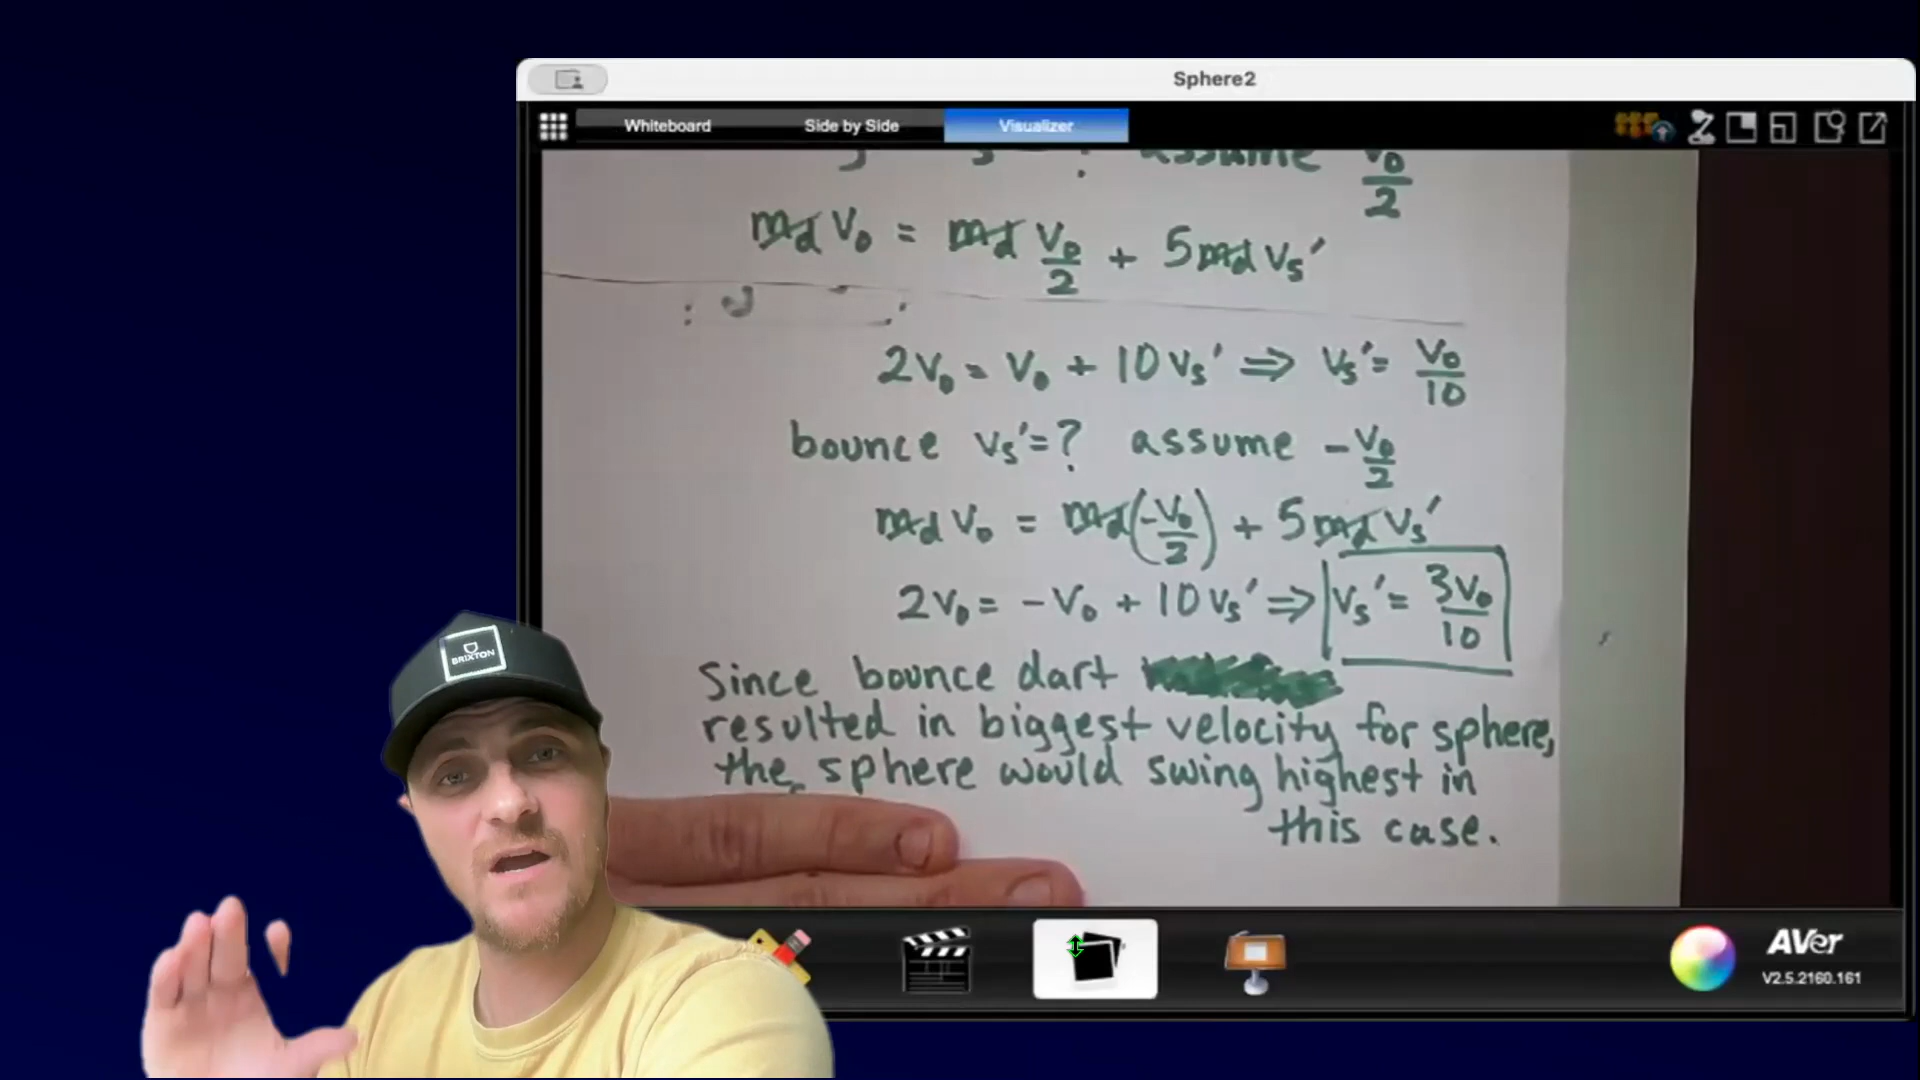 Sphere2
Whiteboard Side by Side Visualizer
assume v₀/2
m_d v₀ = m_d v₀/2 + 5m_d v_s'
2v₀ = v₀ + 10v_s' ⇒ v_s' = v₀/10
bounce v_s' = ? assume -v₀/2
m_d v₀ = m_d(-v₀/2) + 5m_d v_s'
2v₀ = -v₀ + 10v_s' ⇒ v_s' = 3v₀/10
Since bounce dart
resulted in biggest velocity for sphere,
the sphere would swing highest in
this case.
BRIXTON
AVer
V2.5.2160.161